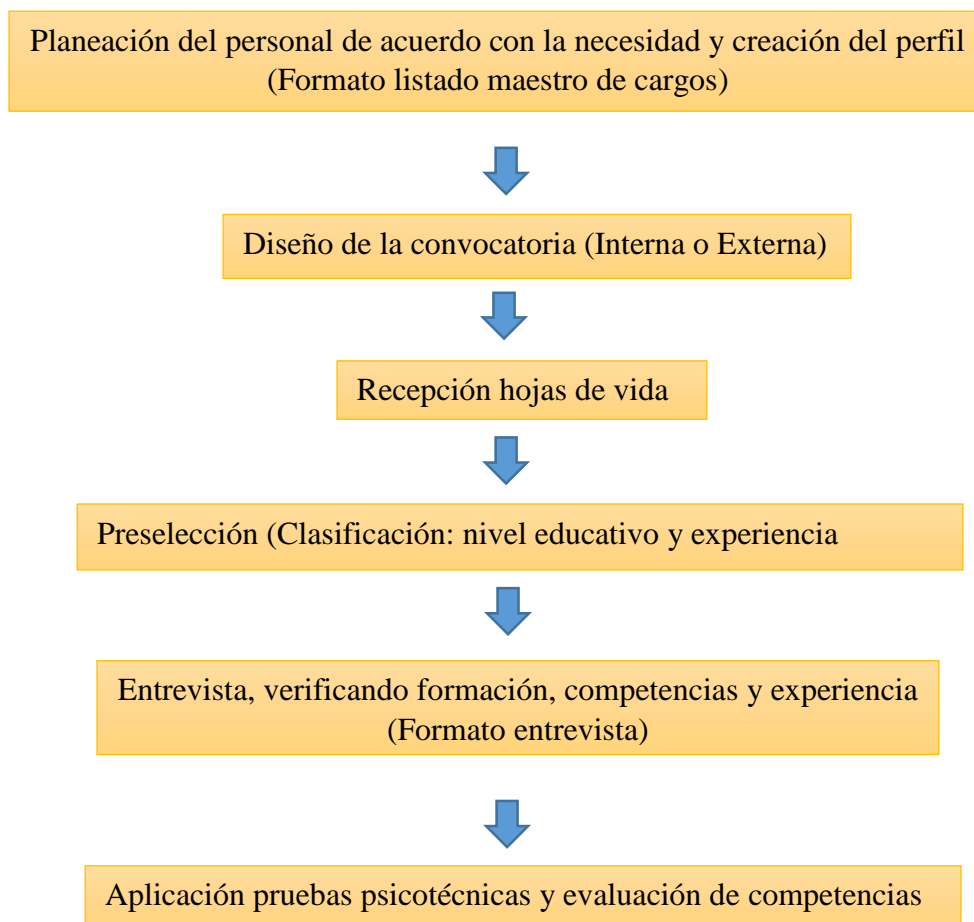 Planeación del personal de acuerdo con la necesidad y creación del perfil
(Formato listado maestro de cargos)
Diseño de la convocatoria (Interna o Externa)
Recepción hojas de vida
Preselección (Clasificación: nivel educativo y experiencia
Entrevista, verificando formación, competencias y experiencia
(Formato entrevista)
Aplicación pruebas psicotécnicas y evaluación de competencias